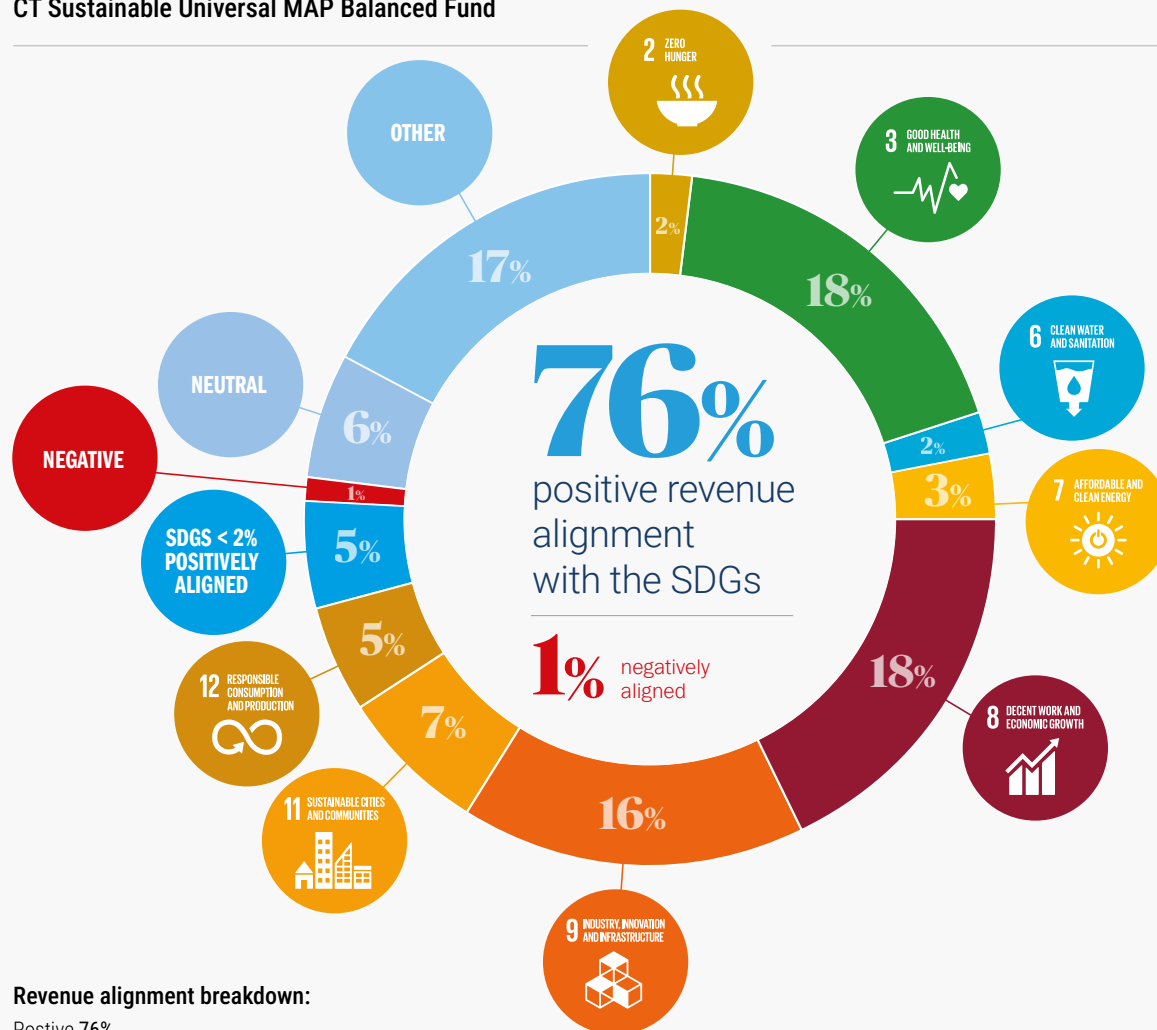 CT Sustainable Universal MAP Balanced Fund
2 ZERO
HUNGER
OTHER
3 GOOD HEALTH
AND WELL-BEING
2%
17%
18%
6 CLEAN WATER
AND SANITATION
NEUTRAL
76%
positive revenue
alignment
with the SDGs
6%
2%
NEGATIVE
1%
3%
7 AFFORDABLE AND
CLEAN ENERGY
SDGS < 2%
POSITIVELY
ALIGNED
5%
1% negatively
aligned
5%
18%
12 RESPONSIBLE
CONSUMPTION
AND PRODUCTION
7%
8 DECENT WORK AND
ECONOMIC GROWTH
11 SUSTAINABLE CITIES
AND COMMUNITIES
16%
9 INDUSTRY, INNOVATION
AND INFRASTRUCTURE
Revenue alignment breakdown:
Postive 76%